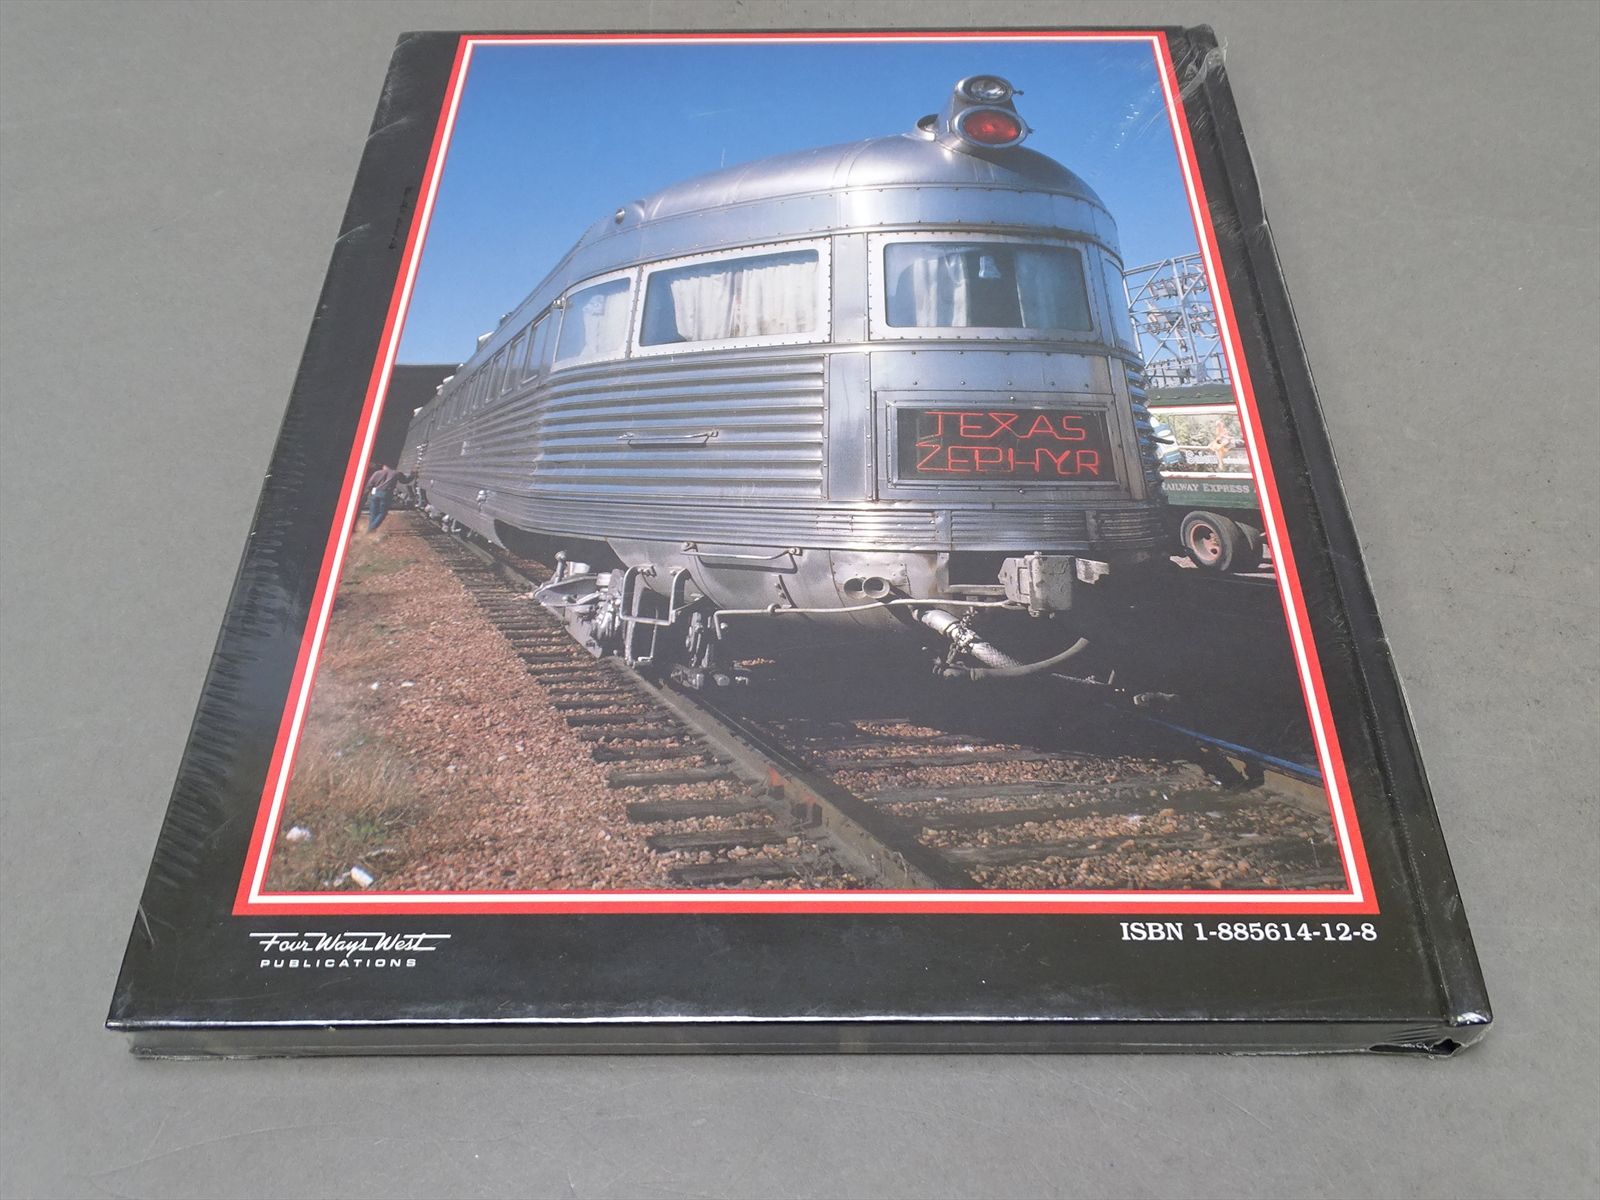 TEXAS
ZEPHYR
RAILWAY EXPRESS
Four Ways West
PUBLICATIONS
ISBN 1-885614-12-8